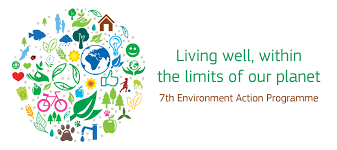 Living well, within
the limits of our planet
7th Environment Action Programme